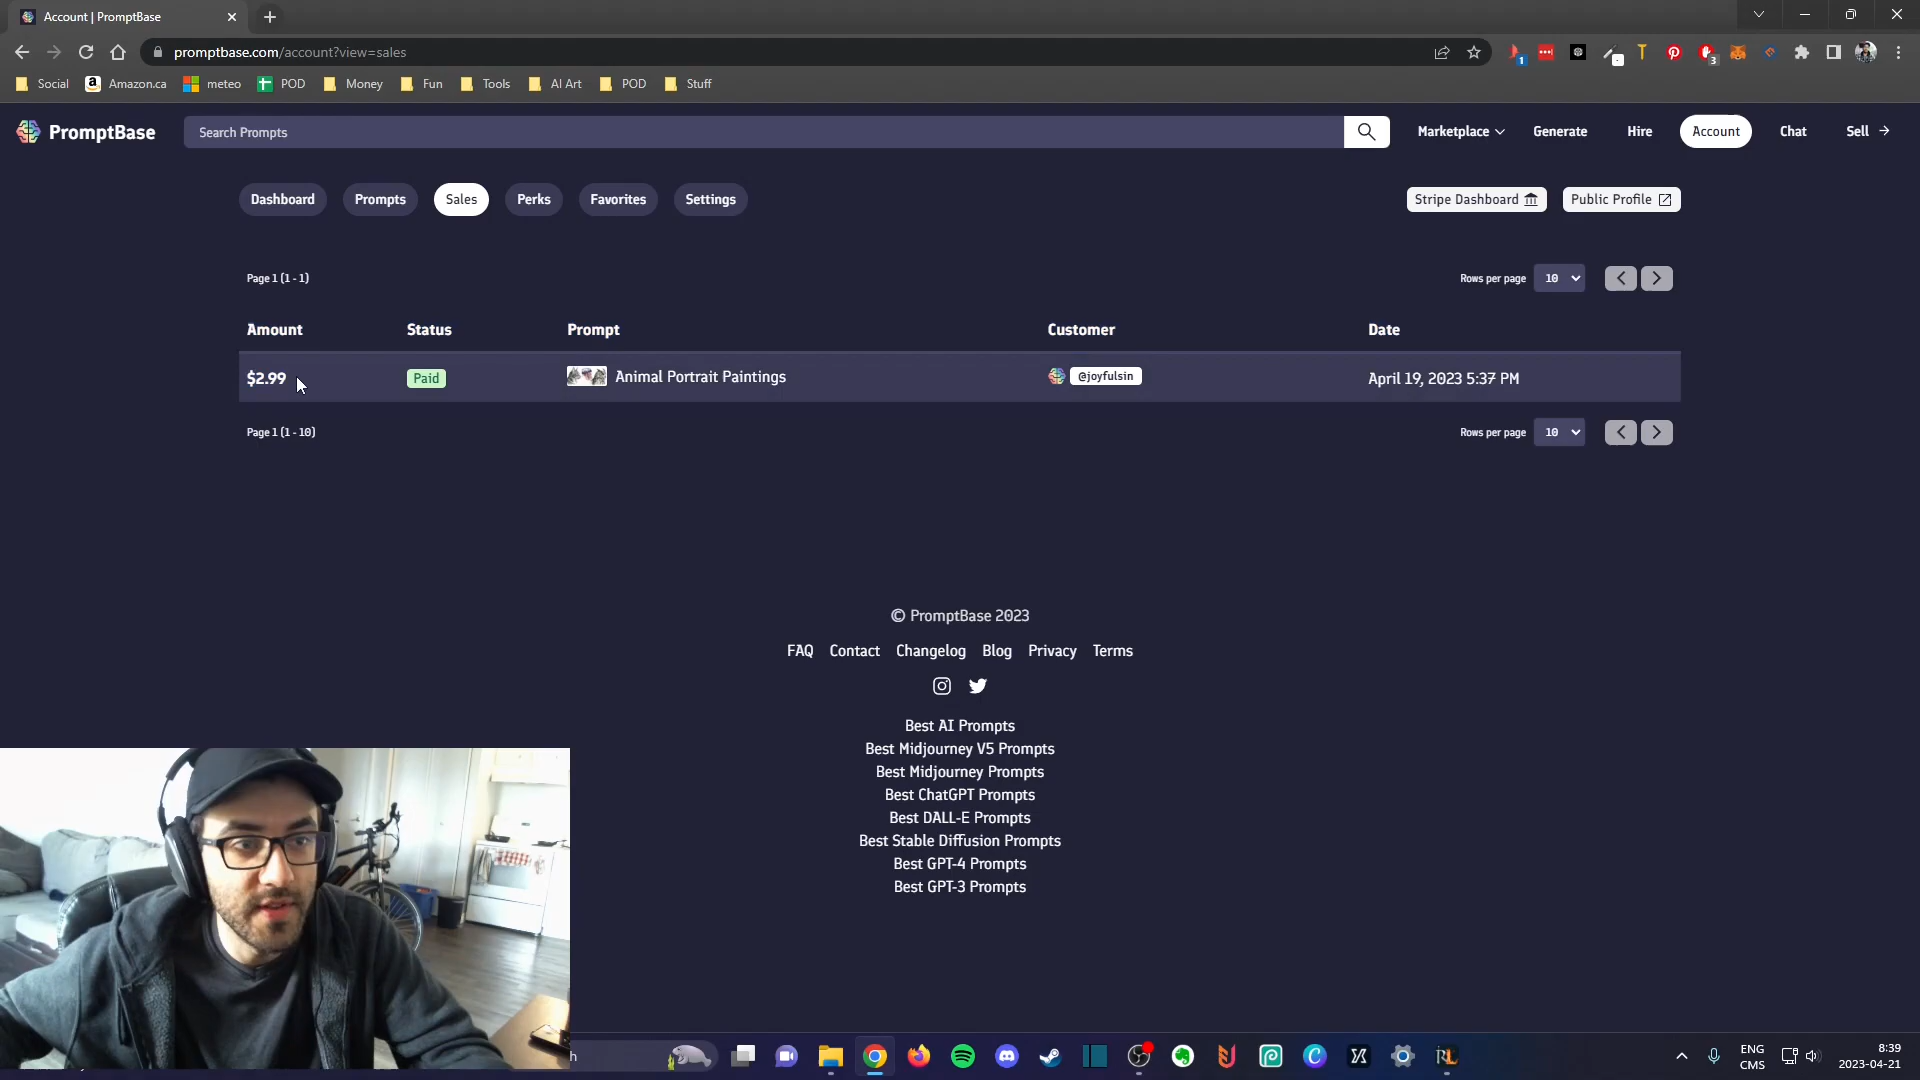 Account | PromptBase
promptbase.com/account?view=sales
1
3
Social Amazon.ca meteo POD Money Fun Tools AI Art POD Stuff
PromptBase Search Prompts Marketplace Generate Hire Account Chat Sell
Dashboard Prompts Sales Perks Favorites Settings Stripe Dashboard Public Profile
Page 1 (1 - 1) Rows per page 10
Amount Status Prompt Customer Date
$2.99 Paid Animal Portrait Paintings @joyfulsin April 19, 2023 5:37 PM
Page 1 (1 - 10) Rows per page 10
© PromptBase 2023
FAQ Contact Changelog Blog Privacy Terms
Best AI Prompts
Best Midjourney V5 Prompts
Best Midjourney Prompts
Best ChatGPT Prompts
Best DALL-E Prompts
Best Stable Diffusion Prompts
Best GPT-4 Prompts
Best GPT-3 Prompts
h
ENG 8:39
CMS 2023-04-21